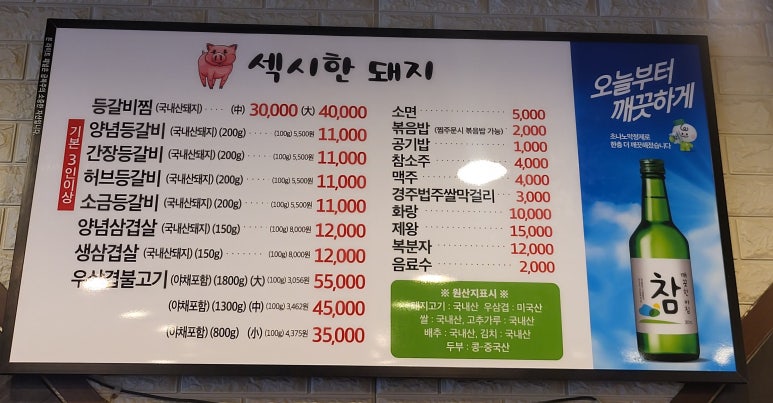 섹시한 돼지
기본 3인이상
등갈비찜 (국내산돼지) (中) 30,000 (大) 40,000
양념등갈비 (국내산돼지) (200g) (100g) 5,500원 11,000
간장등갈비 (국내산돼지) (200g) (100g) 5,500원 11,000
허브등갈비 (국내산돼지) (200g) (100g) 5,500원 11,000
소금등갈비 (국내산돼지) (200g) (100g) 5,500원 11,000
양념삼겹살 (국내산돼지) (150g) (100g) 8,000원 12,000
생삼겹살 (국내산돼지) (150g) (100g) 8,000원 12,000
우삼겹불고기 (야채포함) (1800g) (大) (100g) 3,056원 55,000
(야채포함) (1300g) (中) (100g) 3,462원 45,000
(야채포함) (800g) (小) (100g) 4,375원 35,000
소면 5,000
볶음밥 (찜주문시 볶음밥 가능) 2,000
공기밥 1,000
참소주 4,000
맥주 4,000
경주법주쌀막걸리 3,000
화랑 10,000
제왕 15,000
복분자 12,000
음료수 2,000
※ 원산지표시 ※
돼지고기 : 국내산 우삼겹 : 미국산
쌀 : 국내산, 고추가루 : 국내산
배추 : 국내산, 김치 : 국내산
두부 : 콩-중국산
오늘부터
깨끗하게
한층 더 깨끗해졌습니다
참